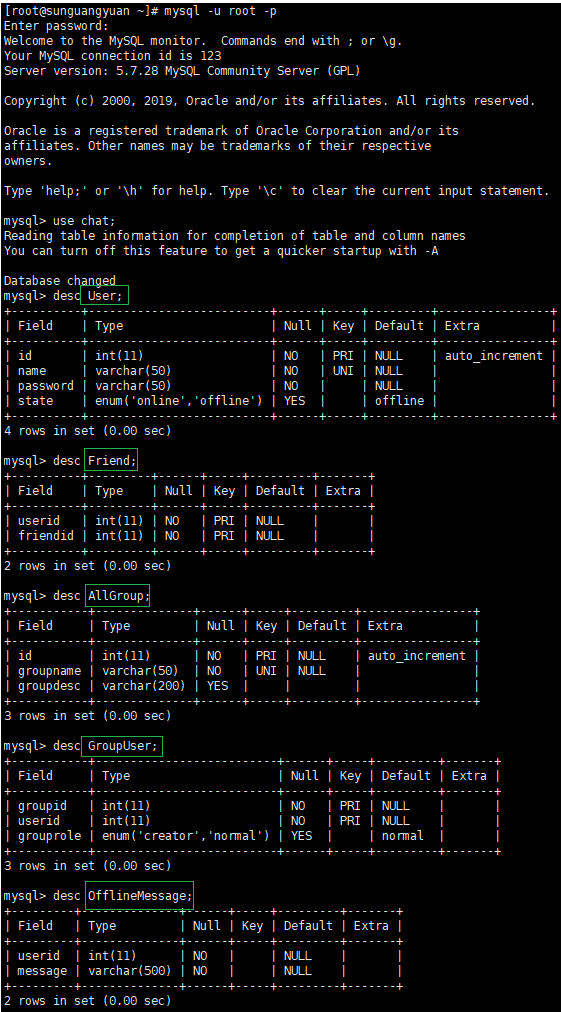 [root@sunguangyuan ~]# mysql -u root -p
Enter password:
Welcome to the MySQL monitor.  Commands end with ; or \g.
Your MySQL connection id is 123
Server version: 5.7.28 MySQL Community Server (GPL)

Copyright (c) 2000, 2019, Oracle and/or its affiliates. All rights reserved.

Oracle is a registered trademark of Oracle Corporation and/or its
affiliates. Other names may be trademarks of their respective
owners.

Type 'help;' or '\h' for help. Type '\c' to clear the current input statement.

mysql> use chat;
Reading table information for completion of table and column names
You can turn off this feature to get a quicker startup with -A

Database changed
mysql> desc User;
+----------+--------------------------+------+-----+---------+----------------+
| Field    | Type                     | Null | Key | Default | Extra          |
+----------+--------------------------+------+-----+---------+----------------+
| id       | int(11)                  | NO   | PRI | NULL    | auto_increment |
| name     | varchar(50)              | NO   | UNI | NULL    |                |
| password | varchar(50)              | NO   |     | NULL    |                |
| state    | enum('online','offline') | YES  |     | offline |                |
+----------+--------------------------+------+-----+---------+----------------+
4 rows in set (0.00 sec)

mysql> desc Friend;
+----------+---------+------+-----+---------+-------+
| Field    | Type    | Null | Key | Default | Extra |
+----------+---------+------+-----+---------+-------+
| userid   | int(11) | NO   | PRI | NULL    |       |
| friendid | int(11) | NO   | PRI | NULL    |       |
+----------+---------+------+-----+---------+-------+
2 rows in set (0.00 sec)

mysql> desc AllGroup;
+-----------+--------------+------+-----+---------+----------------+
| Field     | Type         | Null | Key | Default | Extra          |
+-----------+--------------+------+-----+---------+----------------+
| id        | int(11)      | NO   | PRI | NULL    | auto_increment |
| groupname | varchar(50)  | NO   | UNI | NULL    |                |
| groupdesc | varchar(200) | YES  |     |         |                |
+-----------+--------------+------+-----+---------+----------------+
3 rows in set (0.00 sec)

mysql> desc GroupUser;
+-----------+--------------------------+------+-----+---------+-------+
| Field     | Type                     | Null | Key | Default | Extra |
+-----------+--------------------------+------+-----+---------+-------+
| groupid   | int(11)                  | NO   | PRI | NULL    |       |
| userid    | int(11)                  | NO   | PRI | NULL    |       |
| grouprole | enum('creator','normal') | YES  |     | normal  |       |
+-----------+--------------------------+------+-----+---------+-------+
3 rows in set (0.00 sec)

mysql> desc OfflineMessage;
+---------+--------------+------+-----+---------+-------+
| Field   | Type         | Null | Key | Default | Extra |
+---------+--------------+------+-----+---------+-------+
| userid  | int(11)      | NO   |     | NULL    |       |
| message | varchar(500) | NO   |     | NULL    |       |
+---------+--------------+------+-----+---------+-------+
2 rows in set (0.00 sec)